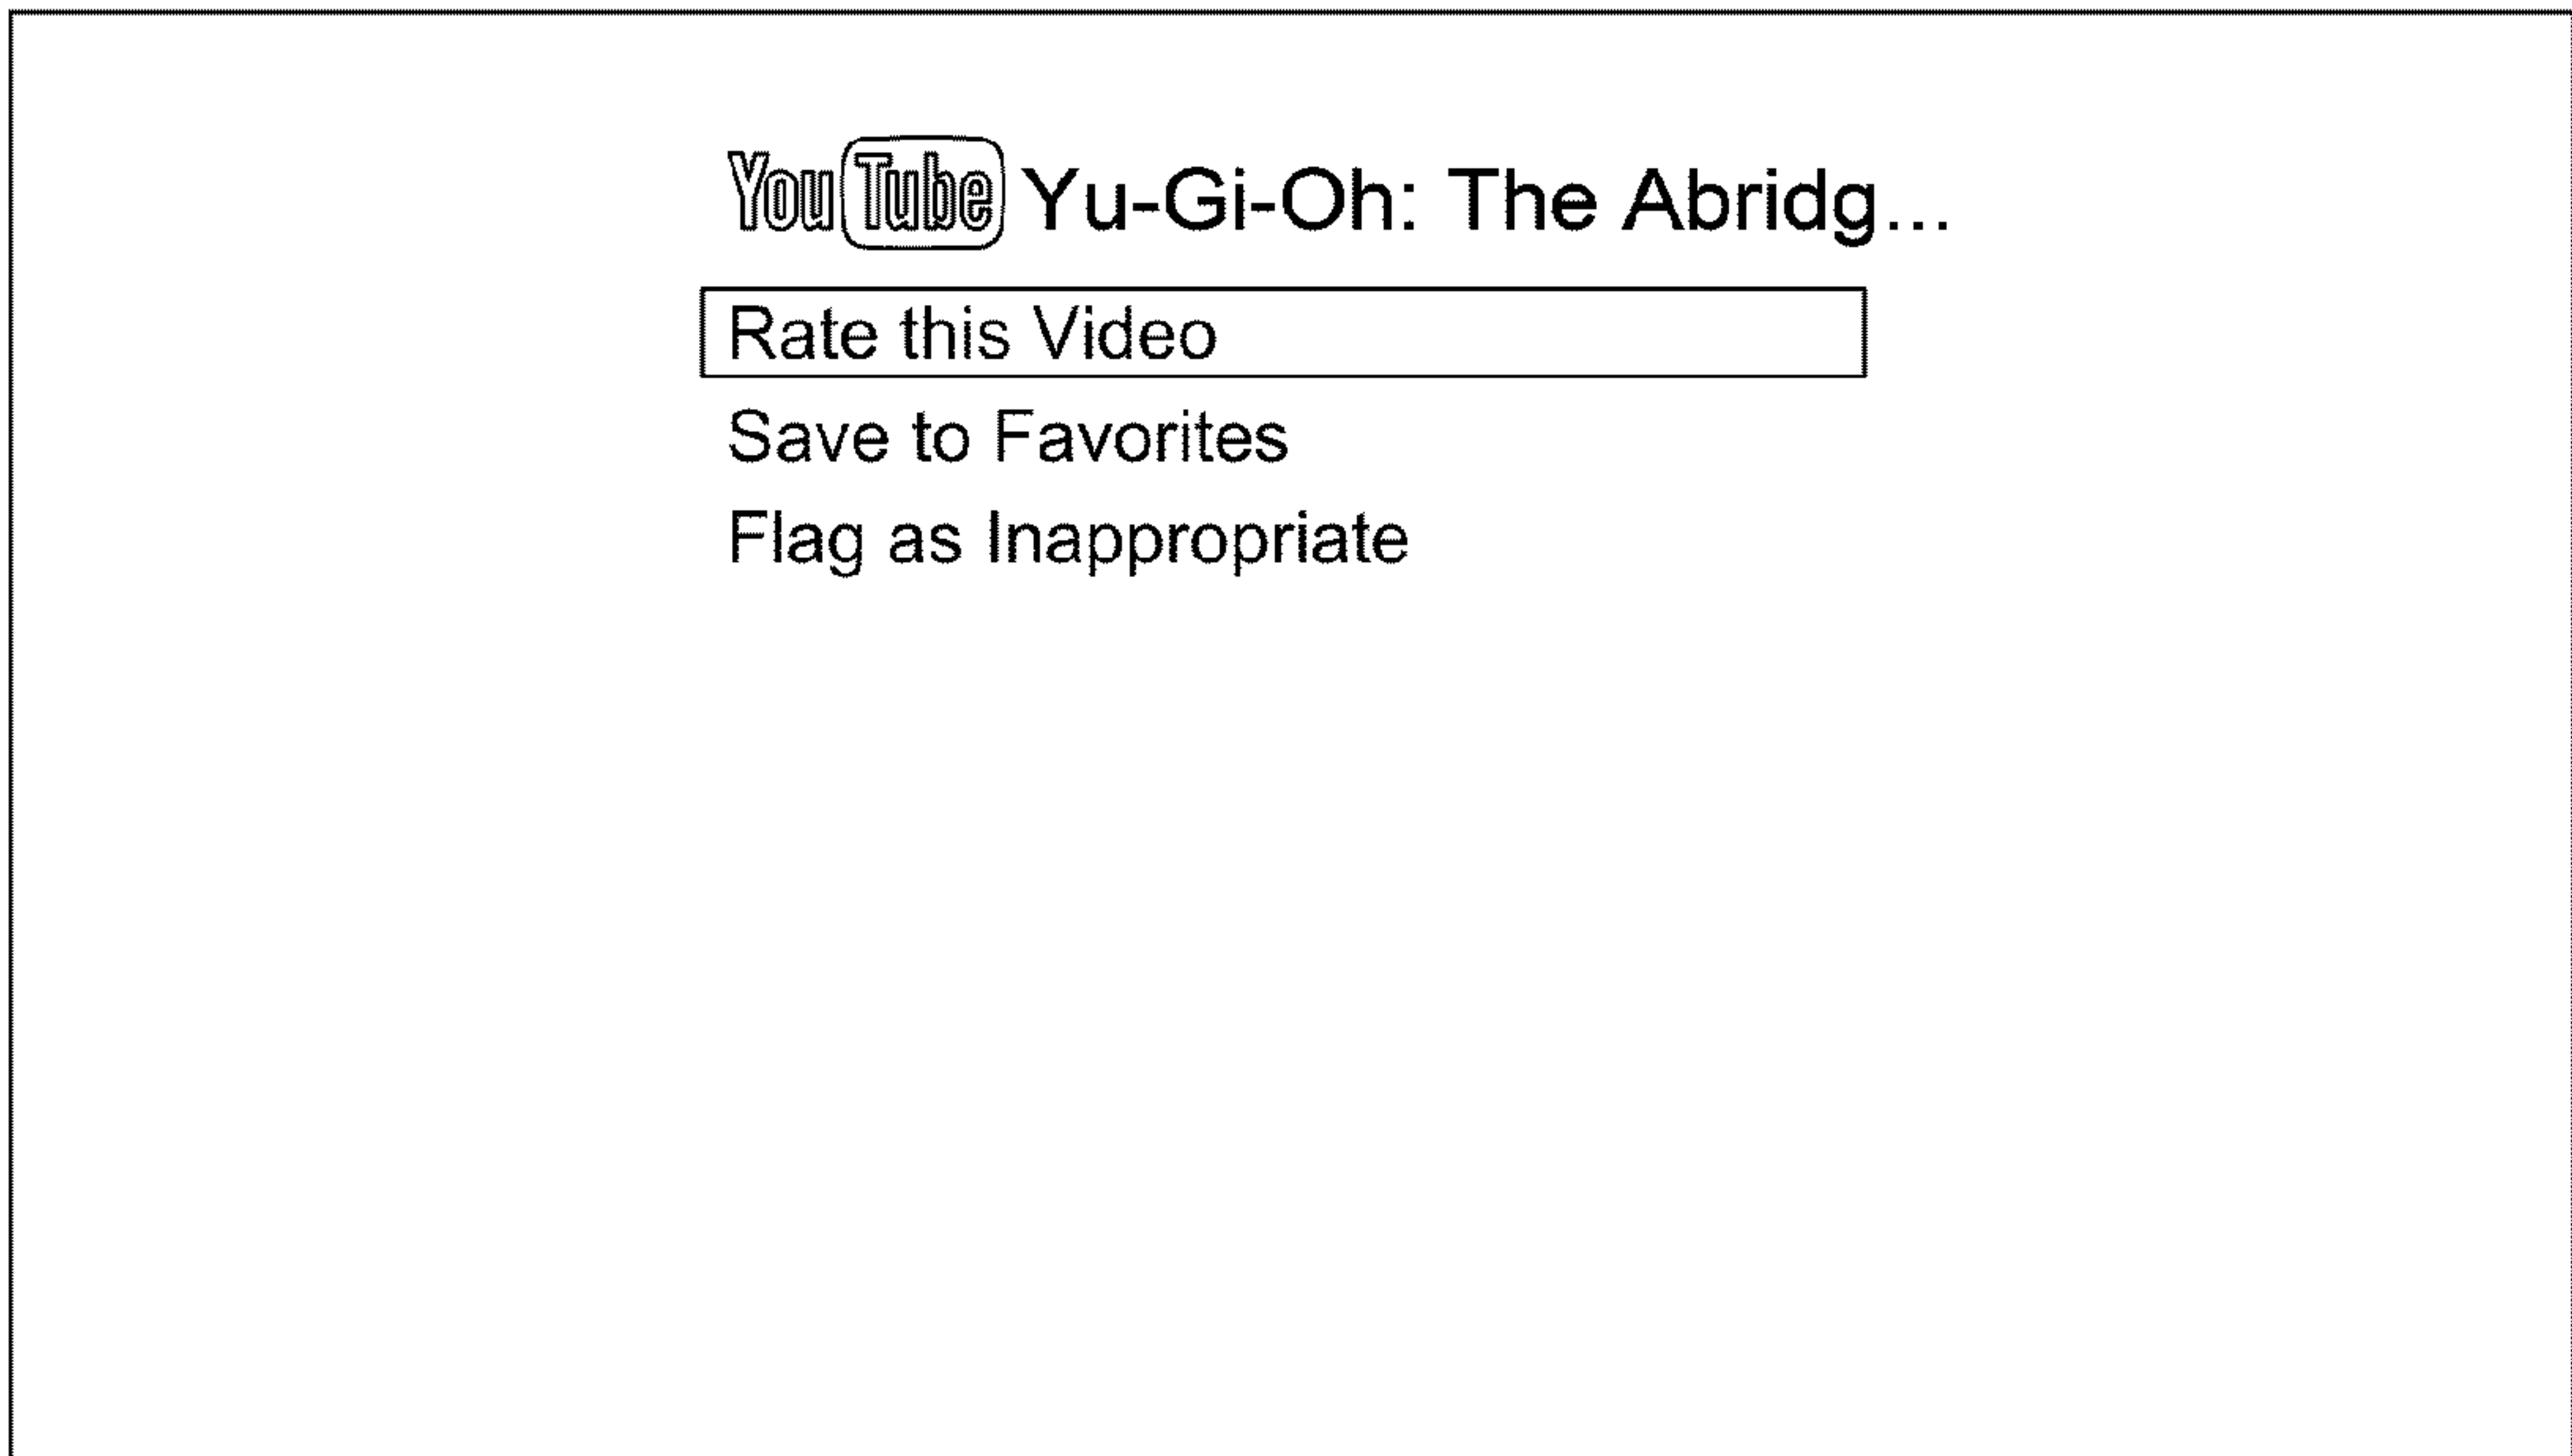 YouTube Yu-Gi-Oh: The Abridg...
Rate this Video
Save to Favorites
Flag as Inappropriate